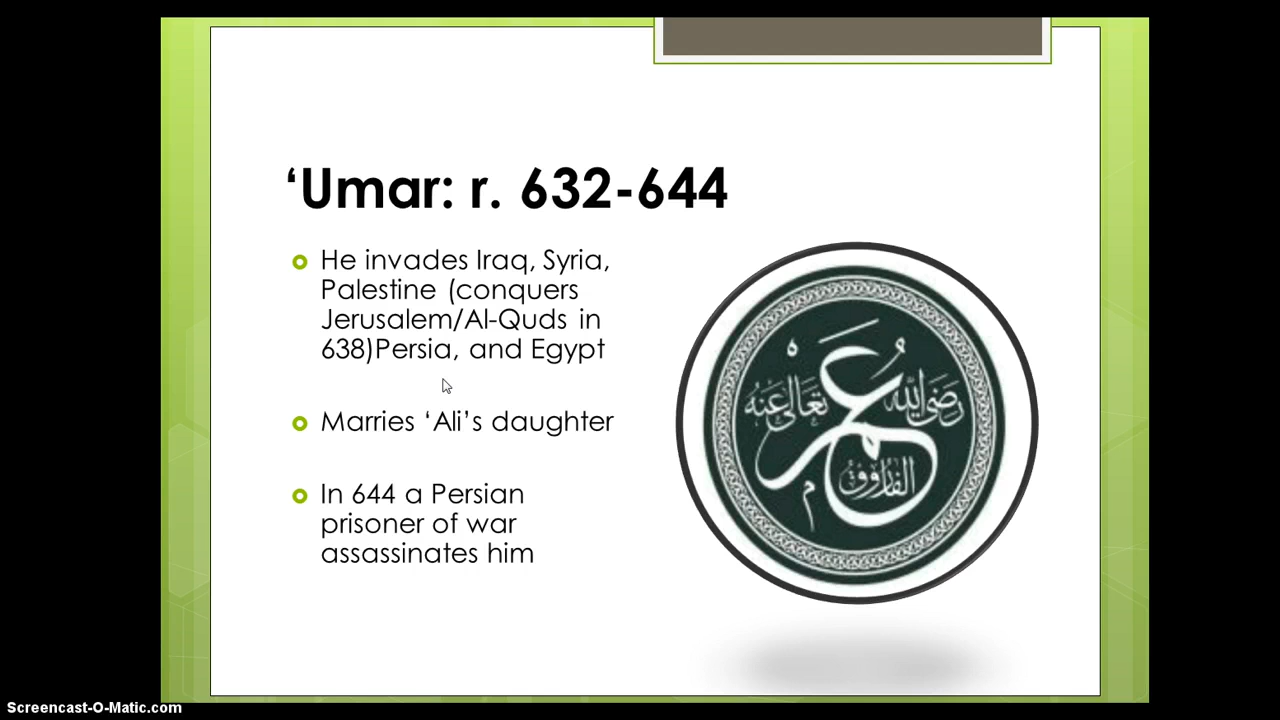 ‘Umar: r. 632-644
He invades Iraq, Syria,
Palestine (conquers
Jerusalem/Al-Quds in
638)Persia, and Egypt
Marries ‘Ali’s daughter
In 644 a Persian
prisoner of war
assassinates him
عمر
رضي الله
تعالى عنه
الفاروق
Screencast-O-Matic.com